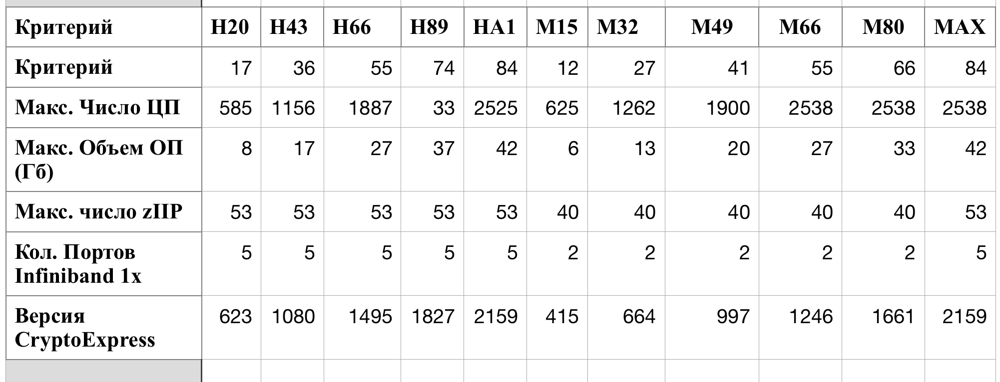 Критерий H20 H43 H66 H89 HA1 M15 M32 M49 M66 M80 MAX
Критерий 17 36 55 74 84 12 27 41 55 66 84
Макс. Число ЦП 585 1156 1887 33 2525 625 1262 1900 2538 2538 2538
Макс. Объем ОП 8 17 27 37 42 6 13 20 27 33 42
(Гб)
Макс. число zIIP 53 53 53 53 53 40 40 40 40 40 53
Кол. Портов 5 5 5 5 5 2 2 2 2 2 5
Infiniband 1x
Версия 623 1080 1495 1827 2159 415 664 997 1246 1661 2159
CryptoExpress